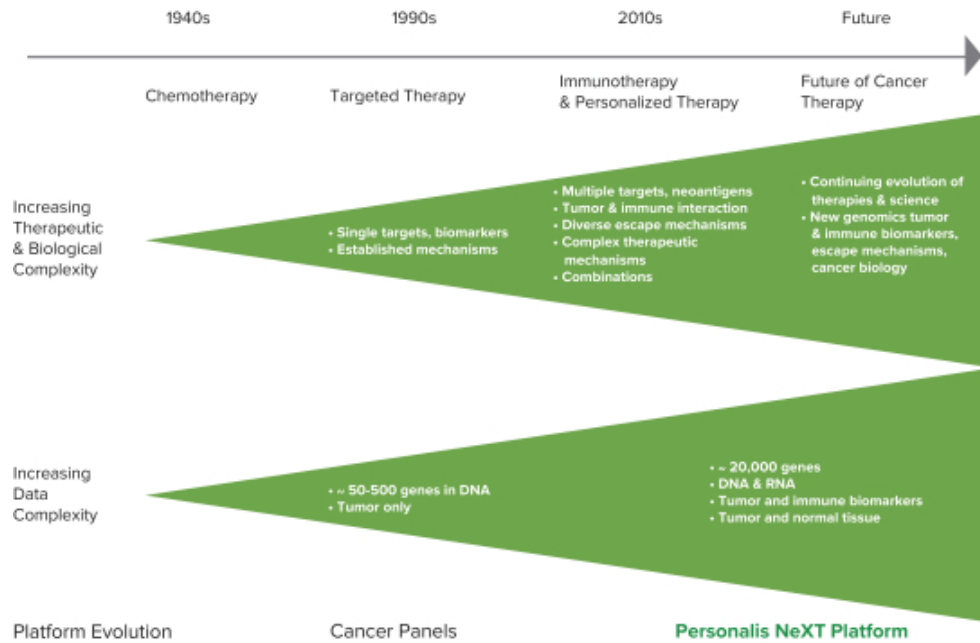 1940s
1990s
2010s
Future
Chemotherapy
Targeted Therapy
Immunotherapy
& Personalized Therapy
Future of Cancer
Therapy
Increasing
Therapeutic
& Biological
Complexity
• Single targets, biomarkers
• Established mechanisms
• Multiple targets, neoantigens
• Tumor & immune interaction
• Diverse escape mechanisms
• Complex therapeutic
mechanisms
• Combinations
• Continuing evolution of
therapies & science
• New genomics tumor
& immune biomarkers,
escape mechanisms,
cancer biology
Increasing
Data
Complexity
• ~ 50-500 genes in DNA
• Tumor only
• ~ 20,000 genes
• DNA & RNA
• Tumor and immune biomarkers
• Tumor and normal tissue
Platform Evolution
Cancer Panels
Personalis NeXT Platform